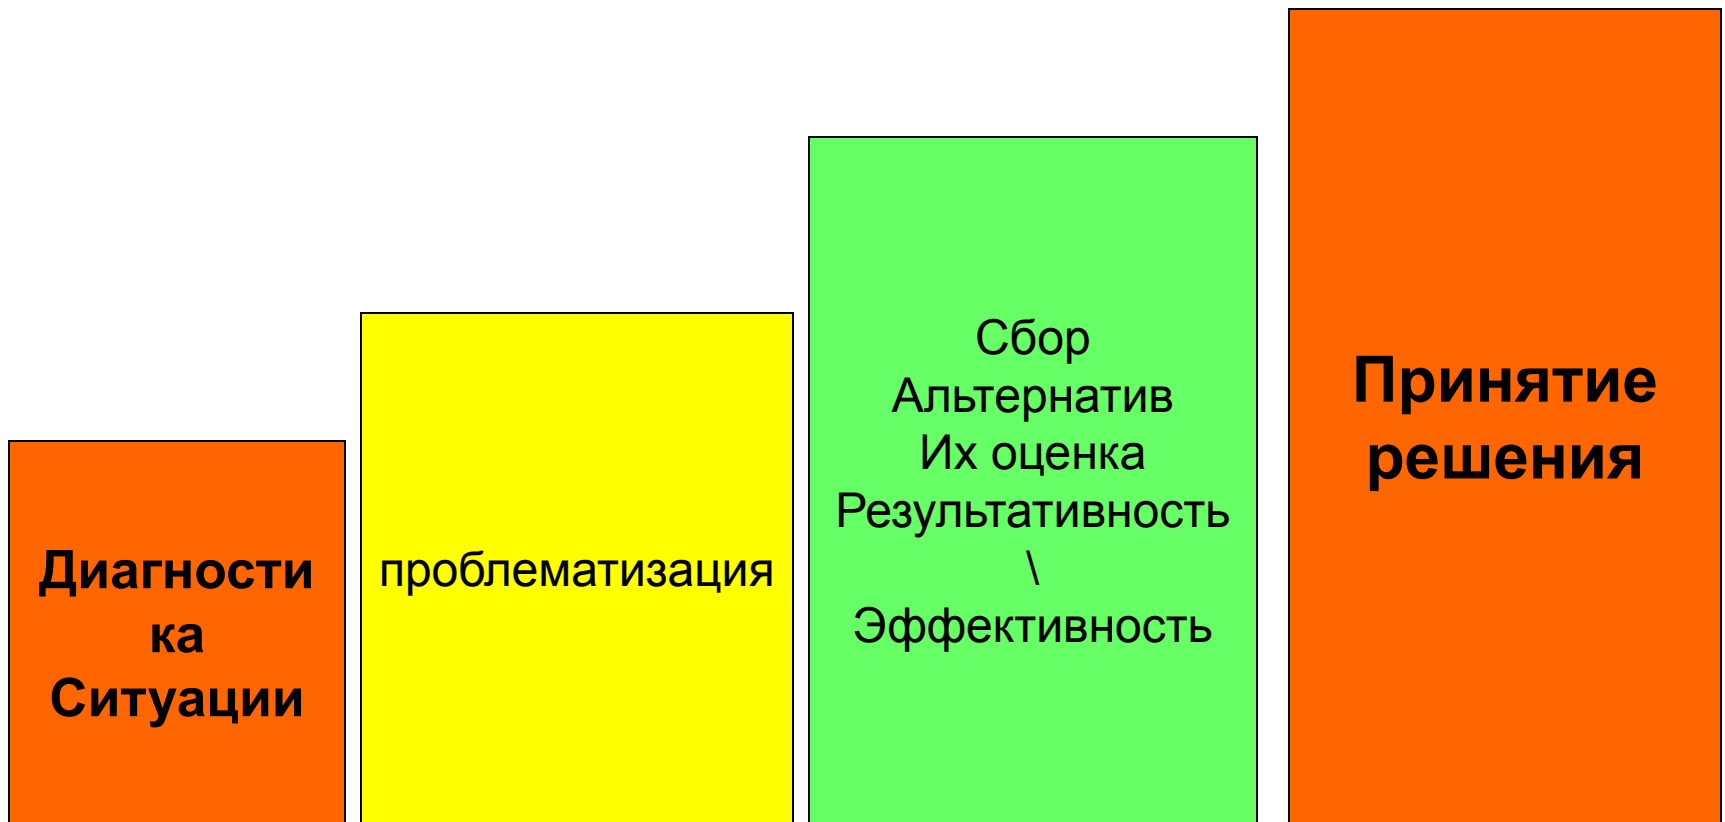 Диагности
ка
Ситуации
проблематизация
Сбор
Альтернатив
Их оценка
Результативность
\
Эффективность
Принятие
решения